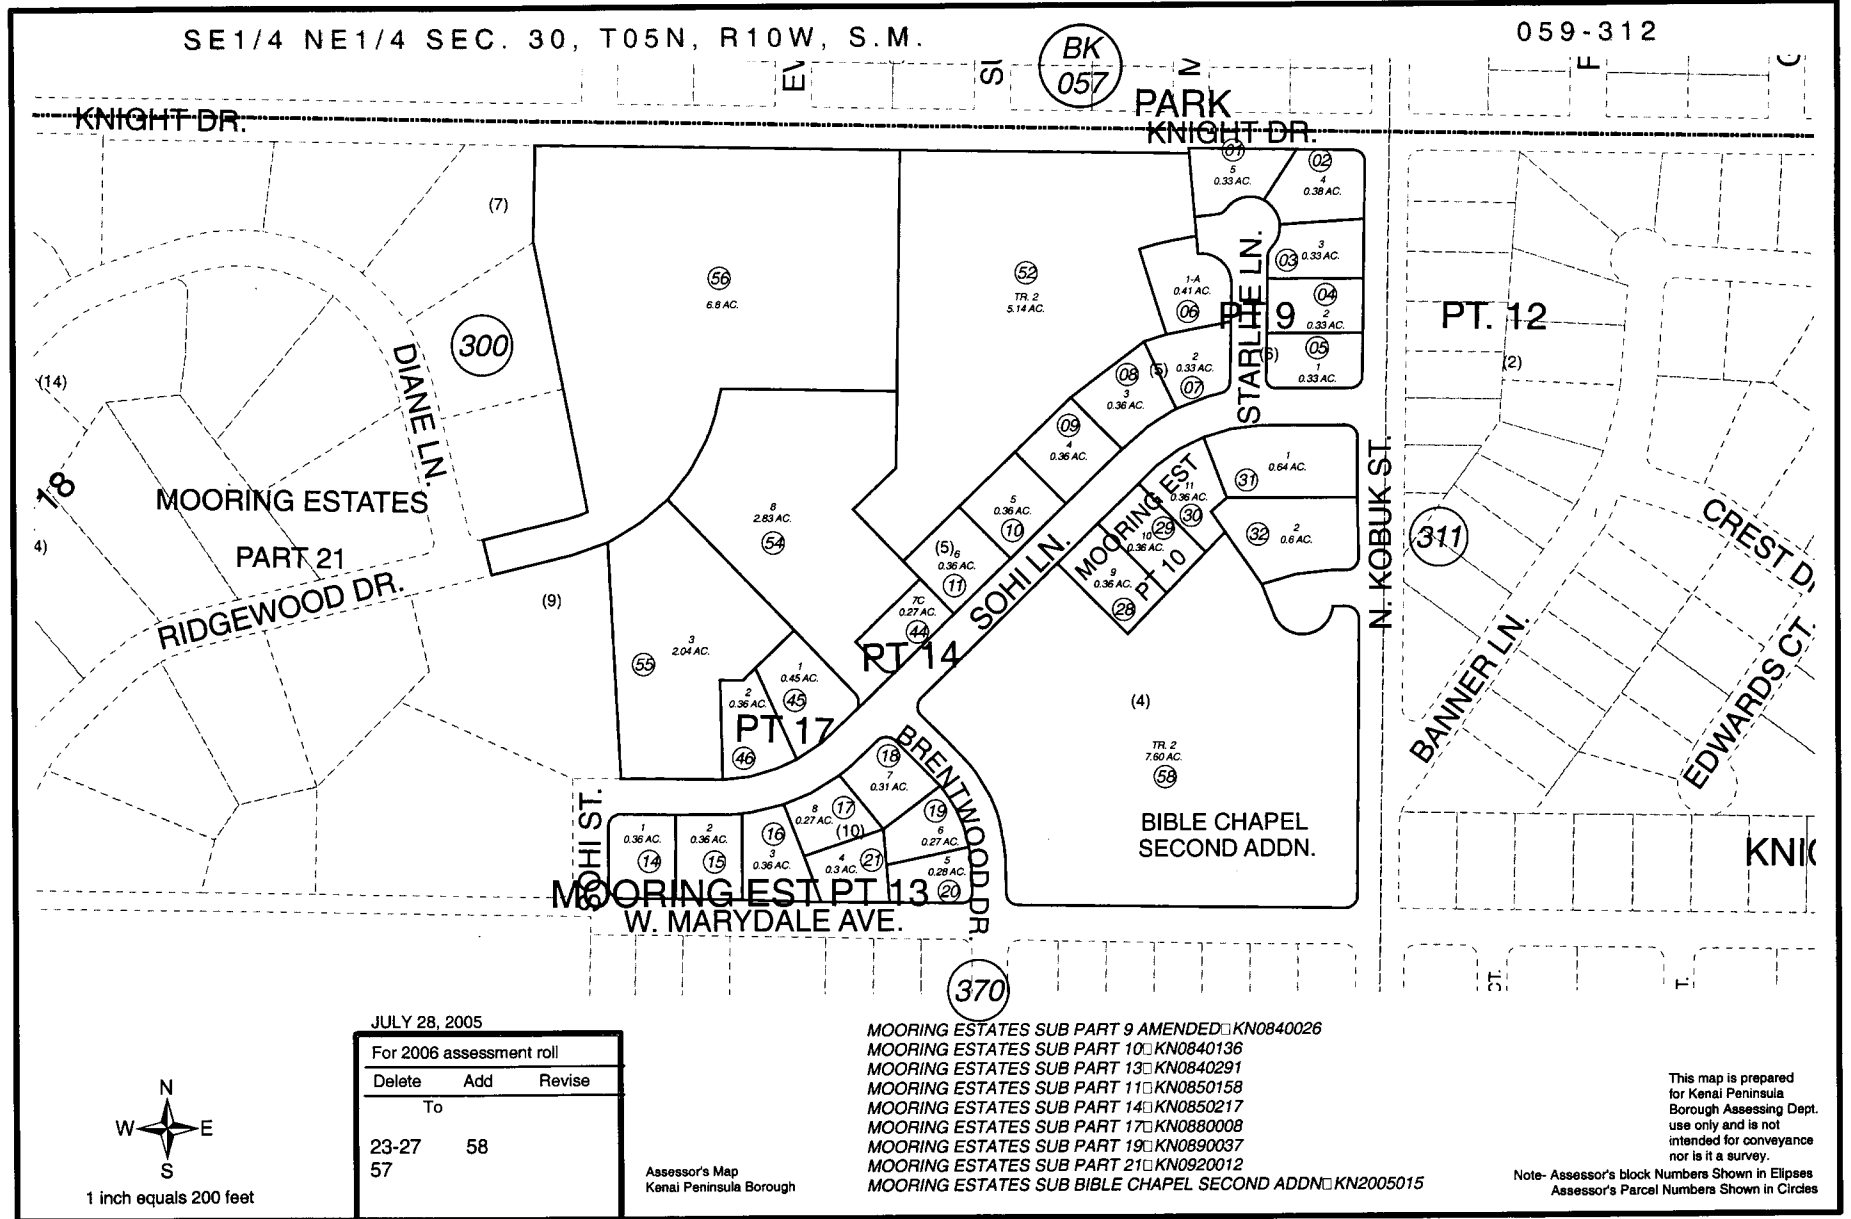 SE1/4 NE1/4 SEC. 30, T05N, R10W, S.M.
059-312
BK
057
PARK
KNIGHT DR.
KNIGHT DR.
(7)
01
5
0.33 AC.
02
4
0.38 AC.
03
3
0.33 AC.
04
2
0.33 AC.
05
1
0.33 AC.
(6)
STARLITE LN.
PT 9
1-A
0.41 AC.
06
2
0.33 AC.
07
(5)
08
3
0.36 AC.
09
4
0.36 AC.
5
0.36 AC.
10
(5)
6
0.36 AC.
11
7C
0.27 AC.
44
PT 14
56
6.8 AC.
52
TR. 2
5.14 AC.
PT. 12
(2)
300
(14)
DIANE LN.
18
MOORING ESTATES
PART 21
4)
RIDGEWOOD DR.
(9)
8
2.83 AC.
54
3
2.04 AC.
55
1
0.45 AC.
45
2
0.36 AC.
46
PT 17
SOHI LN.
MOORING EST
PT 10
9
0.36 AC.
28
10
0.36 AC.
29
11
0.36 AC.
30
1
0.64 AC.
31
2
0.6 AC.
32
N. KOBUK ST.
311
CREST D
BANNER LN.
EDWARDS CT.
(4)
TR. 2
7.60 AC.
58
BIBLE CHAPEL
SECOND ADDN.
KNI
BRENTWOOD DR.
18
7
0.31 AC.
8
0.27 AC.
17
(10)
19
6
0.27 AC.
5
0.28 AC.
20
4
0.3 AC.
21
16
3
0.36 AC.
2
0.36 AC.
15
1
0.36 AC.
14
SOHI ST.
MOORING EST PT 13
W. MARYDALE AVE.
370
CT.
T.
JULY 28, 2005
For 2006 assessment roll
Delete Add Revise
To
23-27 58
57
N
W E
S
1 inch equals 200 feet
Assessor's Map
Kenai Peninsula Borough
MOORING ESTATES SUB PART 9 AMENDED□KN0840026
MOORING ESTATES SUB PART 10□KN0840136
MOORING ESTATES SUB PART 13□KN0840291
MOORING ESTATES SUB PART 11□KN0850158
MOORING ESTATES SUB PART 14□KN0850217
MOORING ESTATES SUB PART 17□KN0880008
MOORING ESTATES SUB PART 19□KN0890037
MOORING ESTATES SUB PART 21□KN0920012
MOORING ESTATES SUB BIBLE CHAPEL SECOND ADDN□KN2005015
This map is prepared
for Kenai Peninsula
Borough Assessing Dept.
use only and is not
intended for conveyance
nor is it a survey.
Note- Assessor's block Numbers Shown in Elipses
Assessor's Parcel Numbers Shown in Circles